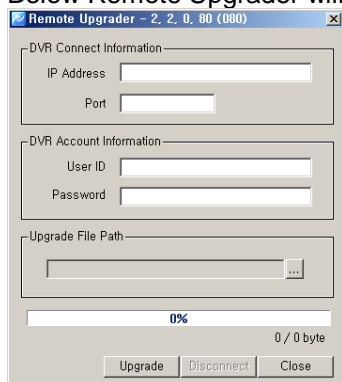 Below Remote Upgrader will
Remote Upgrader - 2, 2, 0, 80 (080)
DVR Connect Information
IP Address
Port
DVR Account Information
User ID
Password
Upgrade File Path
...
0%
0 / 0 byte
Upgrade Disconnect Close